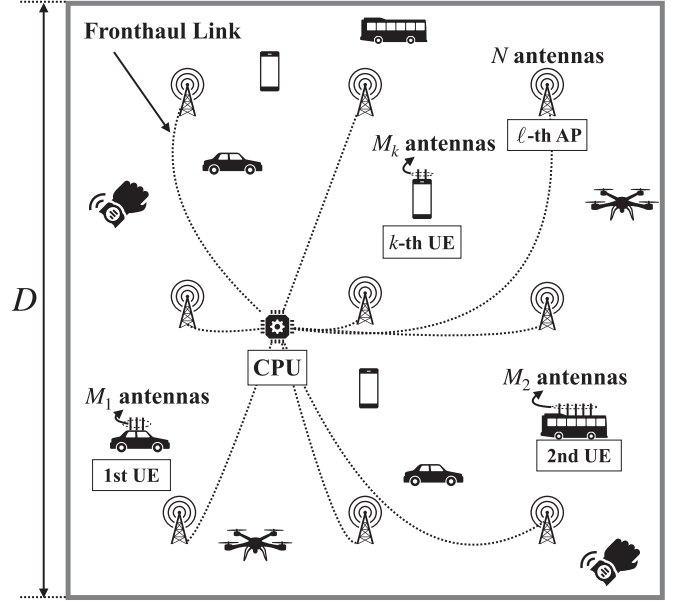 Fronthaul Link
N antennas
ℓ-th AP
M_k antennas
k-th UE
D
CPU
M_1 antennas
1st UE
M_2 antennas
2nd UE